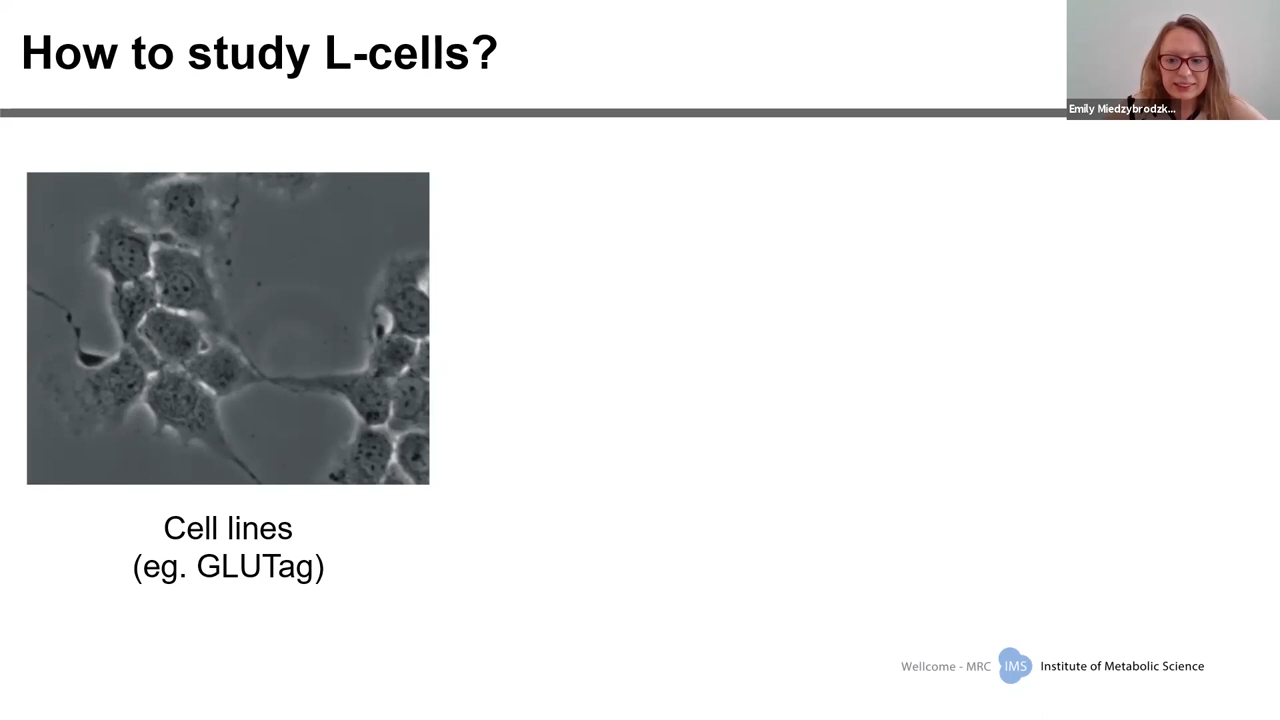 How to study L-cells?
Emily Miedzybrodzk...
Cell lines
(eg. GLUTag)
Wellcome - MRC IMS Institute of Metabolic Science